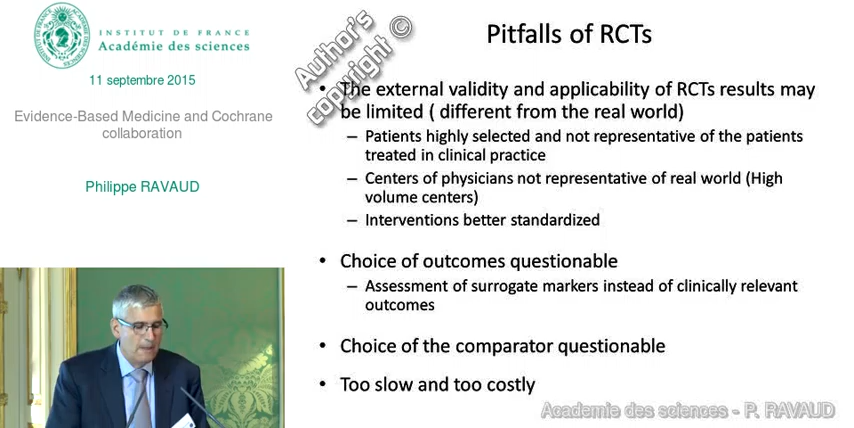 INSTITUT DE FRANCE
Académie des sciences
11 septembre 2015
Evidence-Based Medicine and Cochrane
collaboration
Philippe RAVAUD
Author's
copyright ©
Pitfalls of RCTs
• The external validity and applicability of RCTs results may
be limited ( different from the real world)
– Patients highly selected and not representative of the patients
treated in clinical practice
– Centers of physicians not representative of real world (High
volume centers)
– Interventions better standardized
• Choice of outcomes questionable
– Assessment of surrogate markers instead of clinically relevant
outcomes
• Choice of the comparator questionable
• Too slow and too costly
Academie des sciences - P. RAVAUD